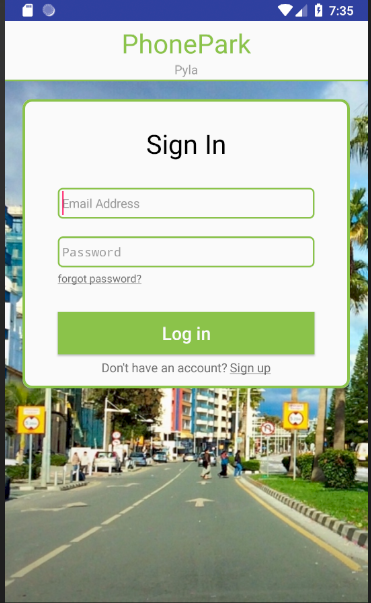 7:35
PhonePark
Pyla
Sign In
Email Address
Password
forgot password?
Log in
Don't have an account? Sign up